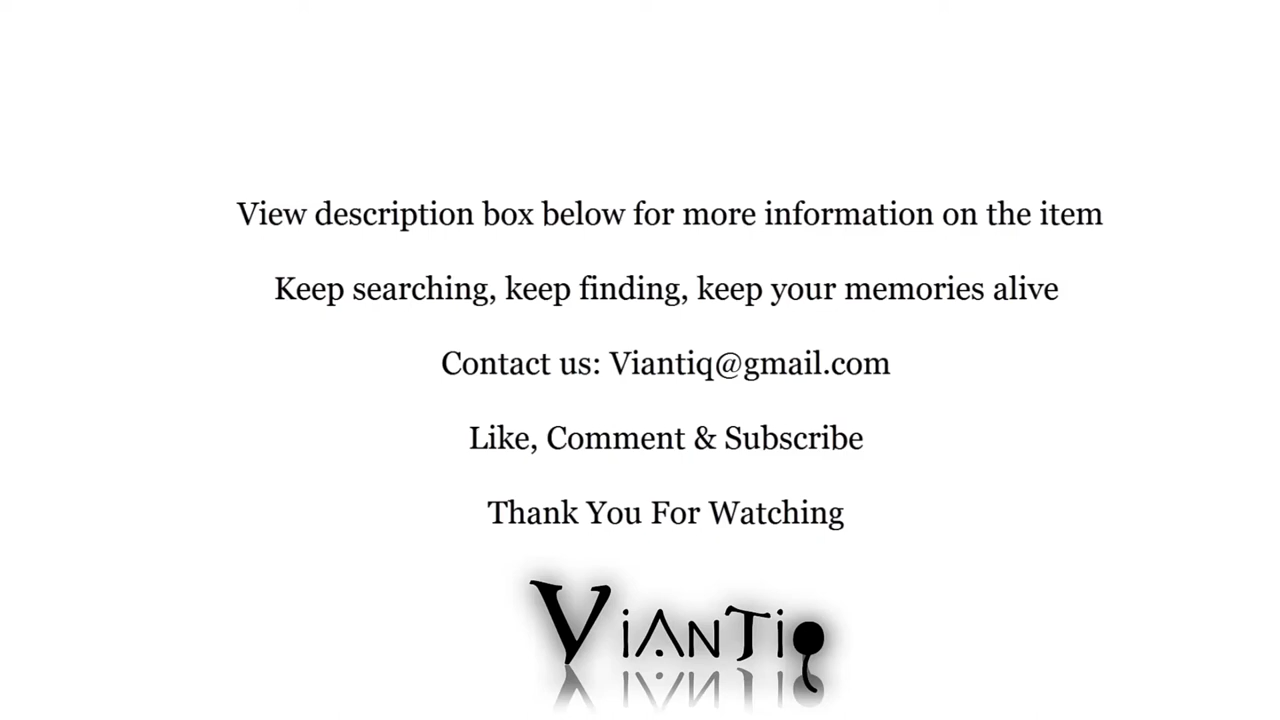 View description box below for more information on the item
Keep searching, keep finding, keep your memories alive
Contact us: Viantiq@gmail.com
Like, Comment & Subscribe
Thank You For Watching
ViANTiQ